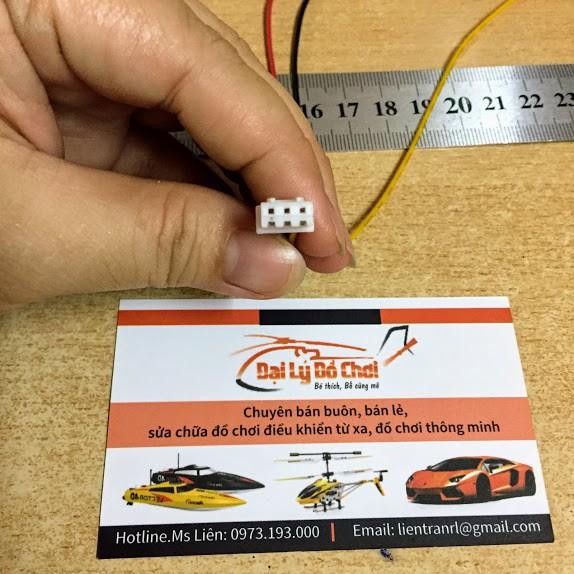 16 17 18 19 20 21 22 23
Đại Lý Đồ Chơi
Bé thích, Bố cũng mê
Chuyên bán buôn, bán lẻ,
sửa chữa đồ chơi điều khiển từ xa, đồ chơi thông minh
Hotline.Ms Liên: 0973.193.000 | Email: lientranrl@gmail.com